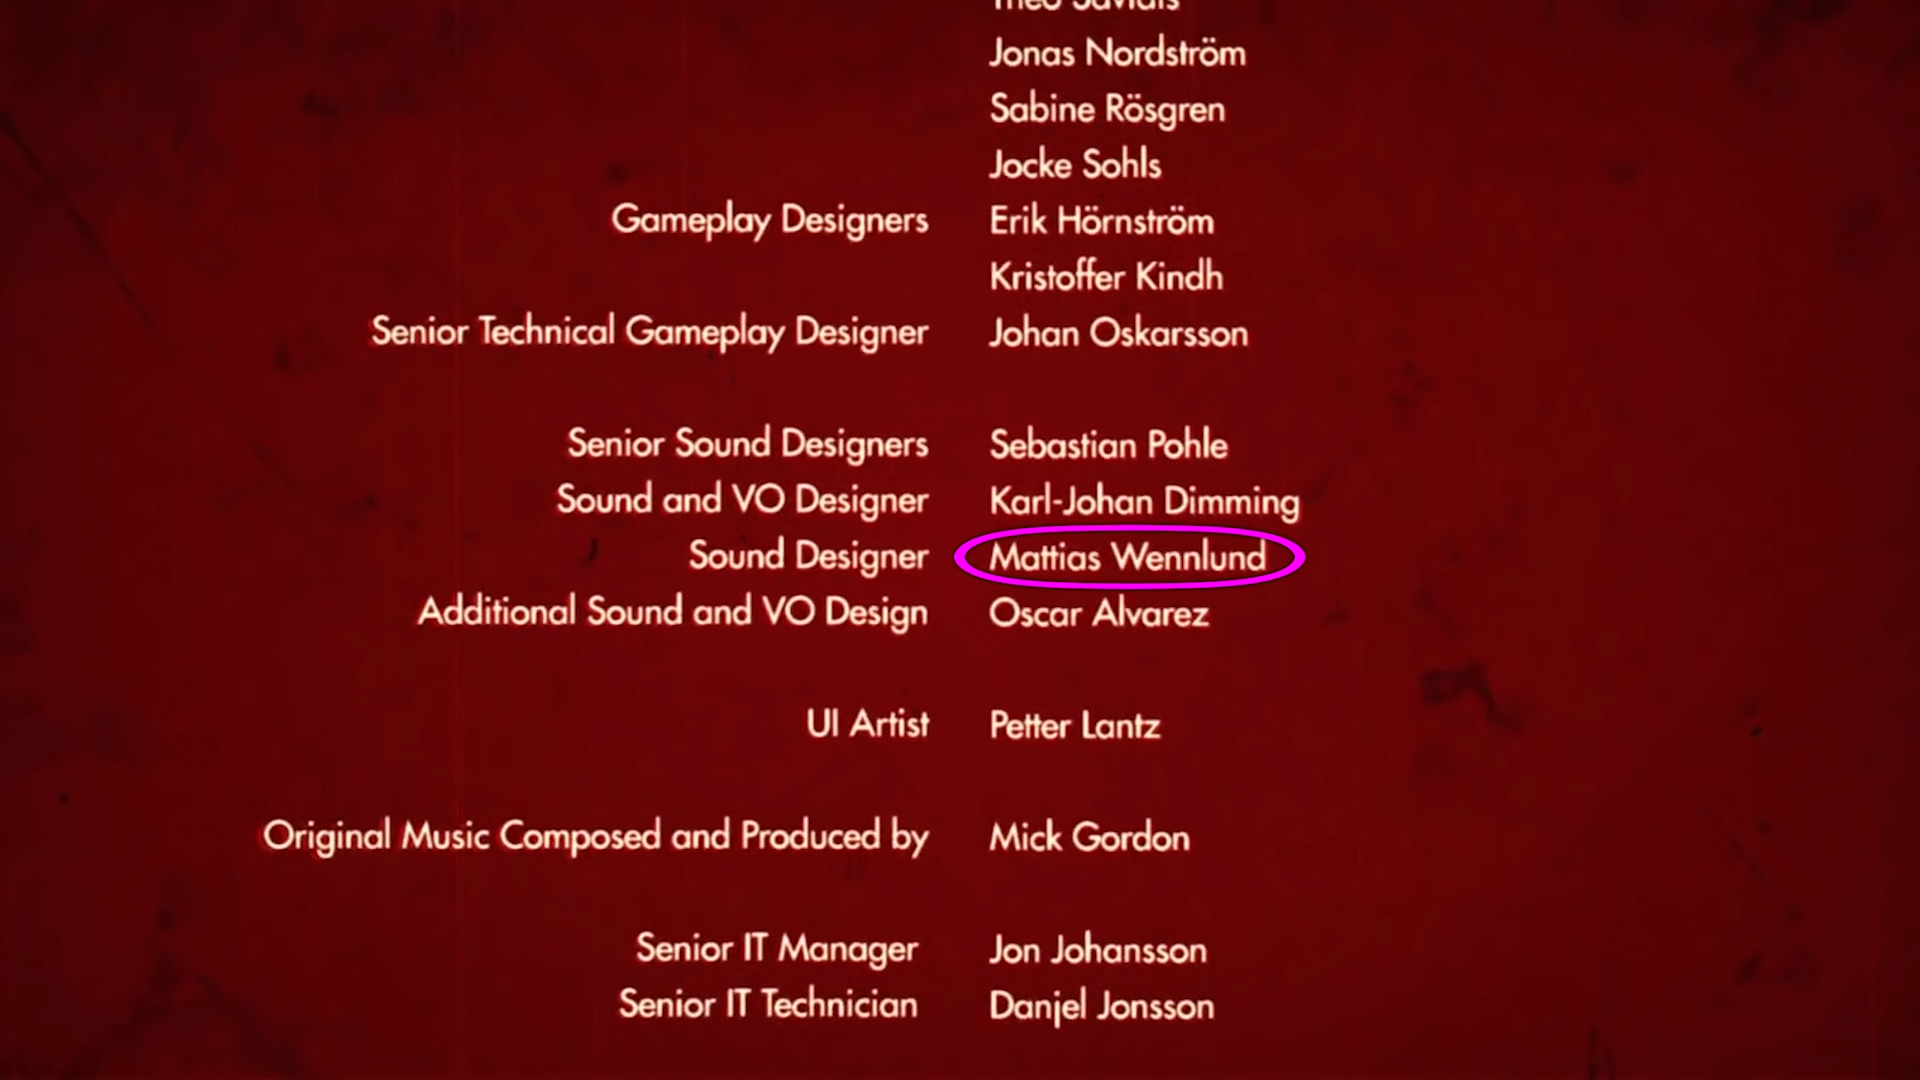 Jonas Nordström
Sabine Rösgren
Jocke Sohls
Gameplay Designers Erik Hörnström
Kristoffer Kindh
Senior Technical Gameplay Designer Johan Oskarsson
Senior Sound Designers Sebastian Pohle
Sound and VO Designer Karl-Johan Dimming
Sound Designer Mattias Wennlund
Additional Sound and VO Design Oscar Alvarez
UI Artist Petter Lantz
Original Music Composed and Produced by Mick Gordon
Senior IT Manager Jon Johansson
Senior IT Technician Danjel Jonsson